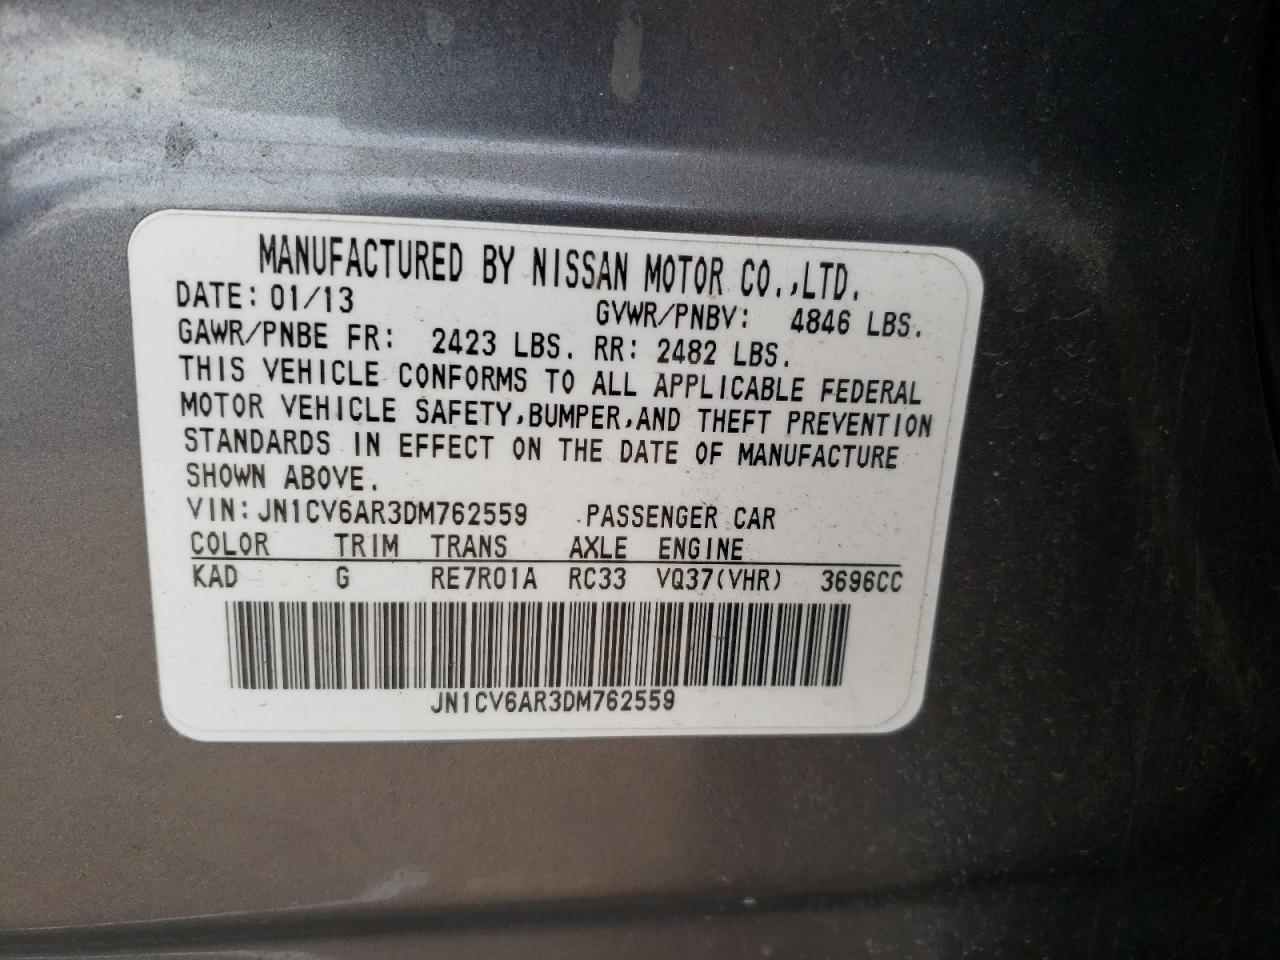 MANUFACTURED BY NISSAN MOTOR CO.,LTD.
DATE: 01/13 GVWR/PNBV: 4846 LBS.
GAWR/PNBE FR: 2423 LBS. RR: 2482 LBS.
THIS VEHICLE CONFORMS TO ALL APPLICABLE FEDERAL
MOTOR VEHICLE SAFETY,BUMPER,AND THEFT PREVENTION
STANDARDS IN EFFECT ON THE DATE OF MANUFACTURE
SHOWN ABOVE.
VIN: JN1CV6AR3DM762559 PASSENGER CAR
COLOR TRIM TRANS AXLE ENGINE
KAD G RE7R01A RC33 VQ37(VHR) 3696CC
JN1CV6AR3DM762559